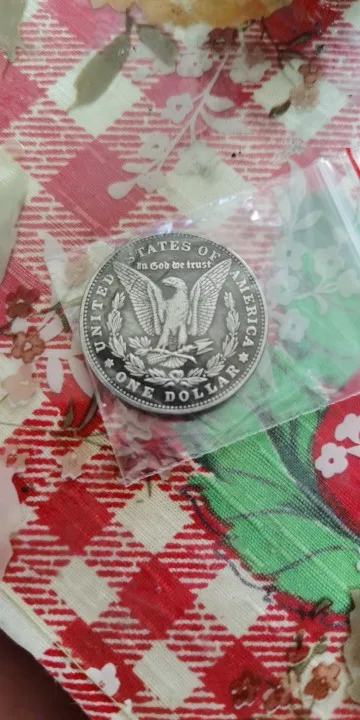 UNITED STATES OF AMERICA
In God we trust
★ ONE DOLLAR ★